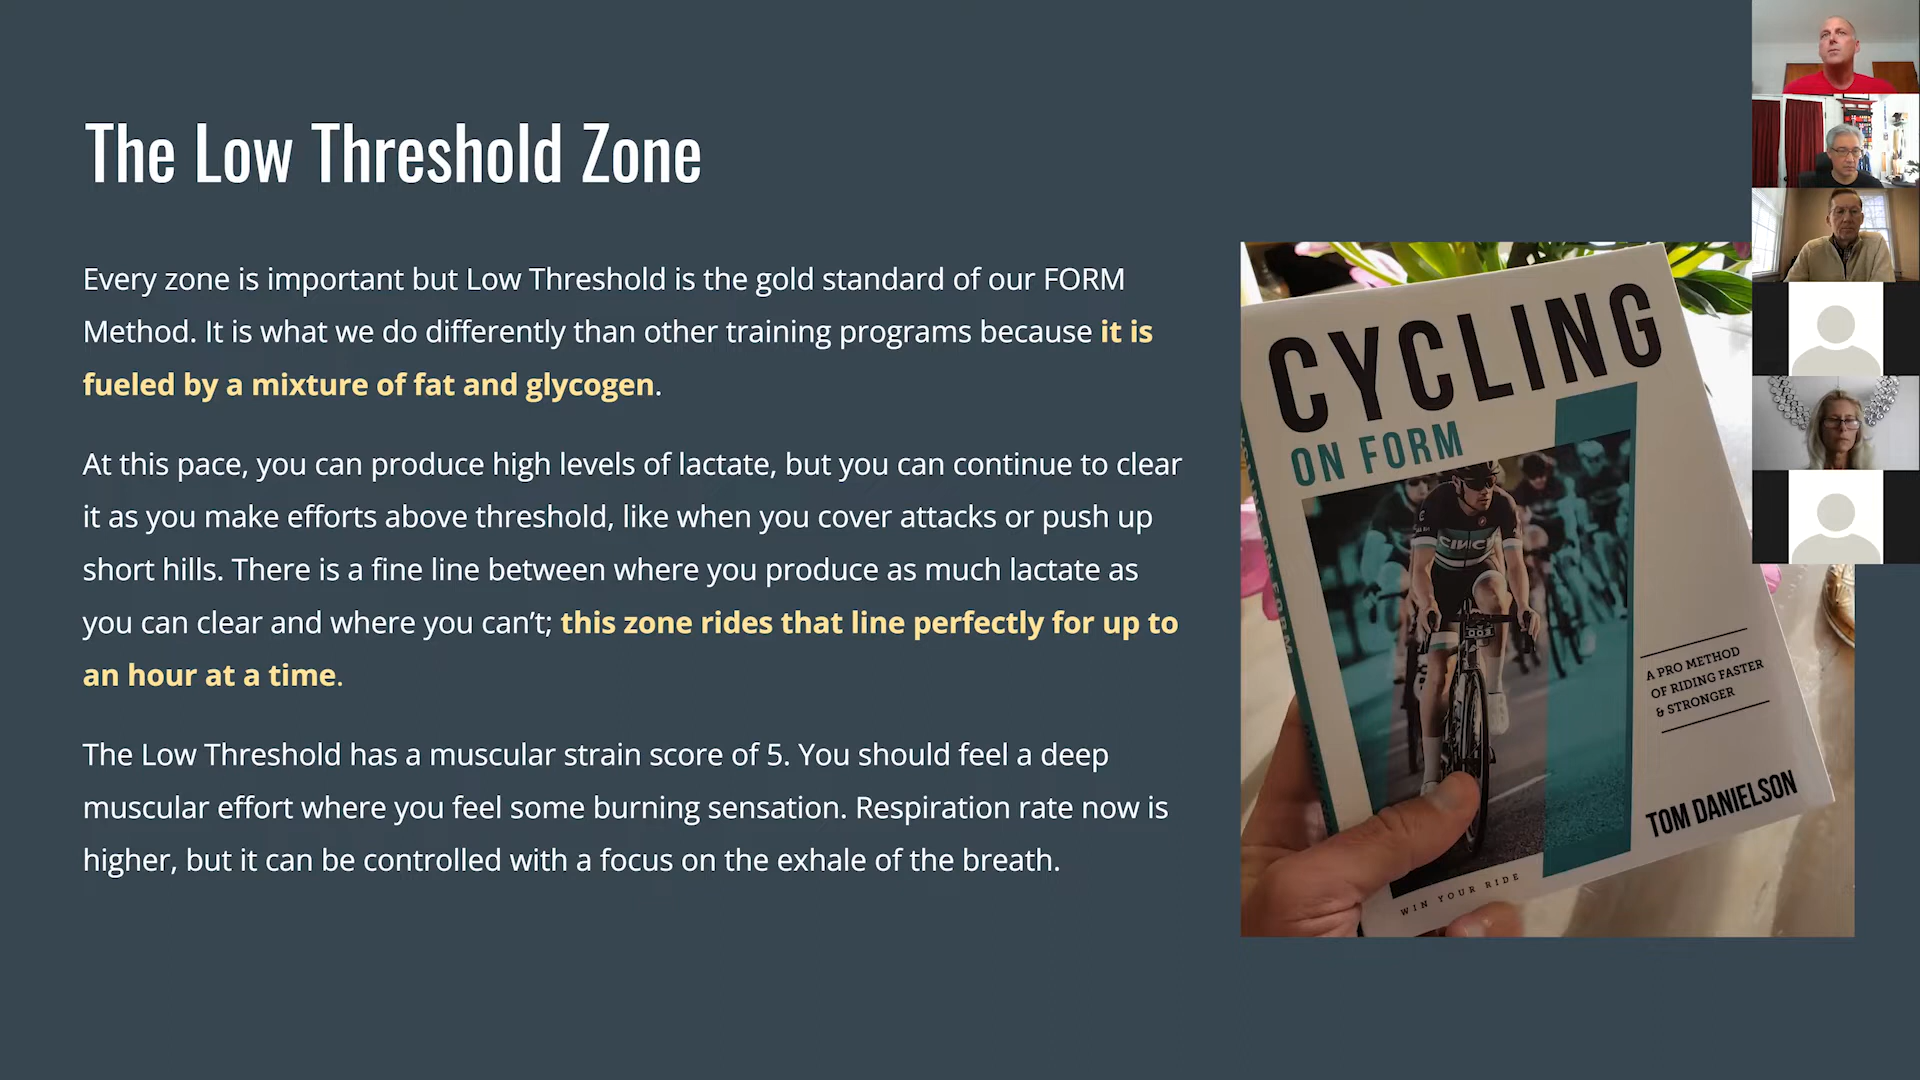 The Low Threshold Zone
Every zone is important but Low Threshold is the gold standard of our FORM
Method. It is what we do differently than other training programs because it is
fueled by a mixture of fat and glycogen.
At this pace, you can produce high levels of lactate, but you can continue to clear
it as you make efforts above threshold, like when you cover attacks or push up
short hills. There is a fine line between where you produce as much lactate as
you can clear and where you can’t; this zone rides that line perfectly for up to
an hour at a time.
The Low Threshold has a muscular strain score of 5. You should feel a deep
muscular effort where you feel some burning sensation. Respiration rate now is
higher, but it can be controlled with a focus on the exhale of the breath.
CYCLING
ON FORM
CINCH
A PRO METHOD
OF RIDING FASTER
& STRONGER
TOM DANIELSON
WIN YOUR RIDE